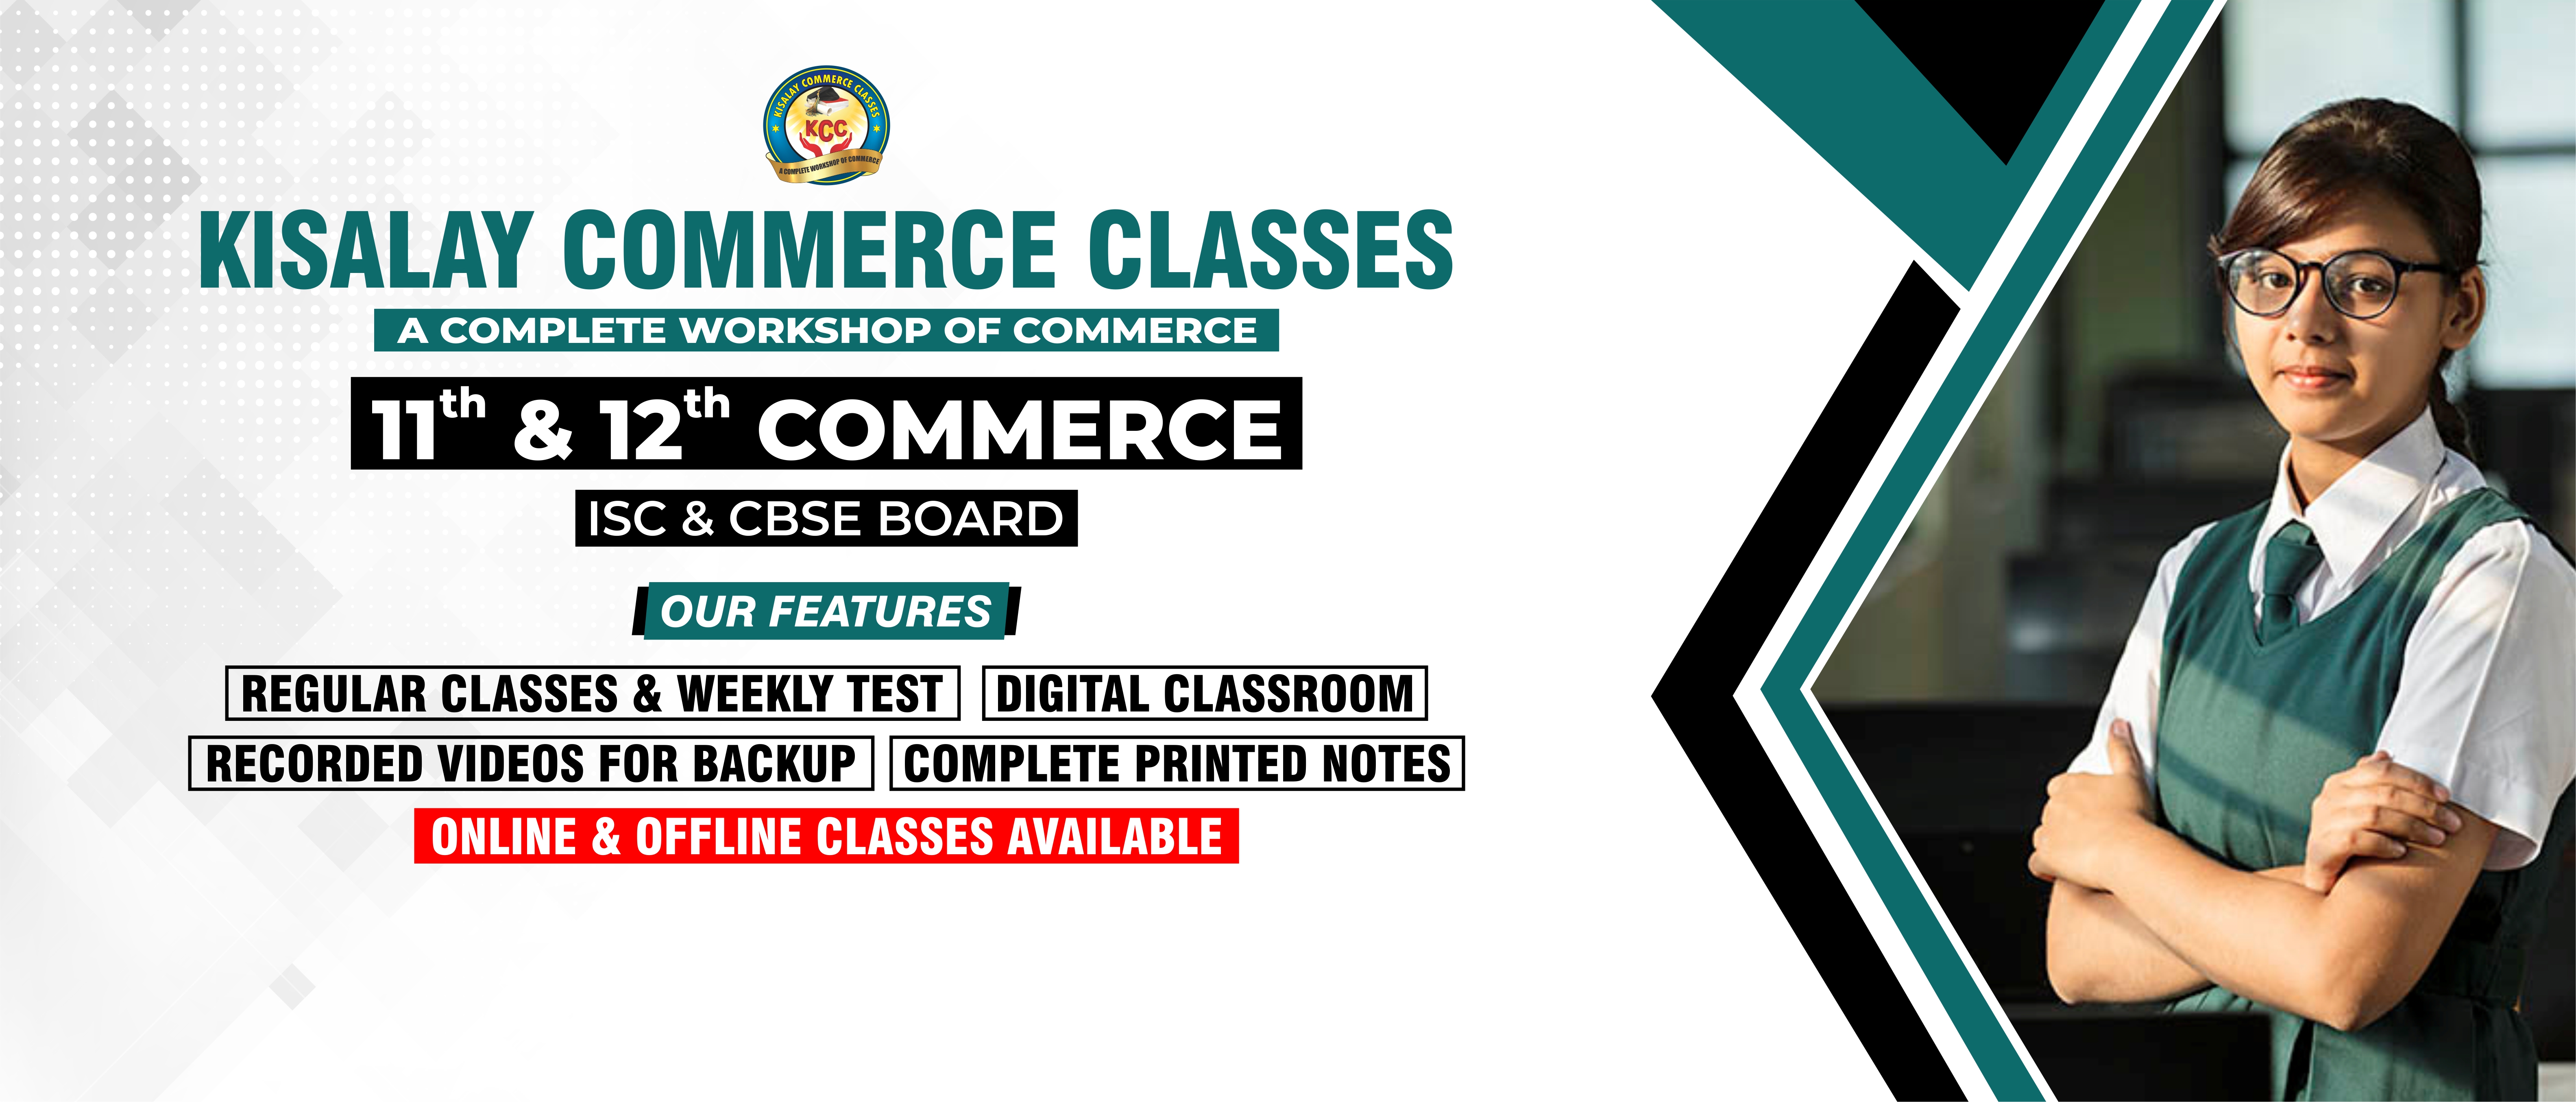 KISALAY COMMERCE CLASSES
KCC
A COMPLETE WORKSHOP OF COMMERCE
KISALAY COMMERCE CLASSES
A COMPLETE WORKSHOP OF COMMERCE
11th & 12th COMMERCE
ISC & CBSE BOARD
OUR FEATURES
REGULAR CLASSES & WEEKLY TEST DIGITAL CLASSROOM
RECORDED VIDEOS FOR BACKUP COMPLETE PRINTED NOTES
ONLINE & OFFLINE CLASSES AVAILABLE